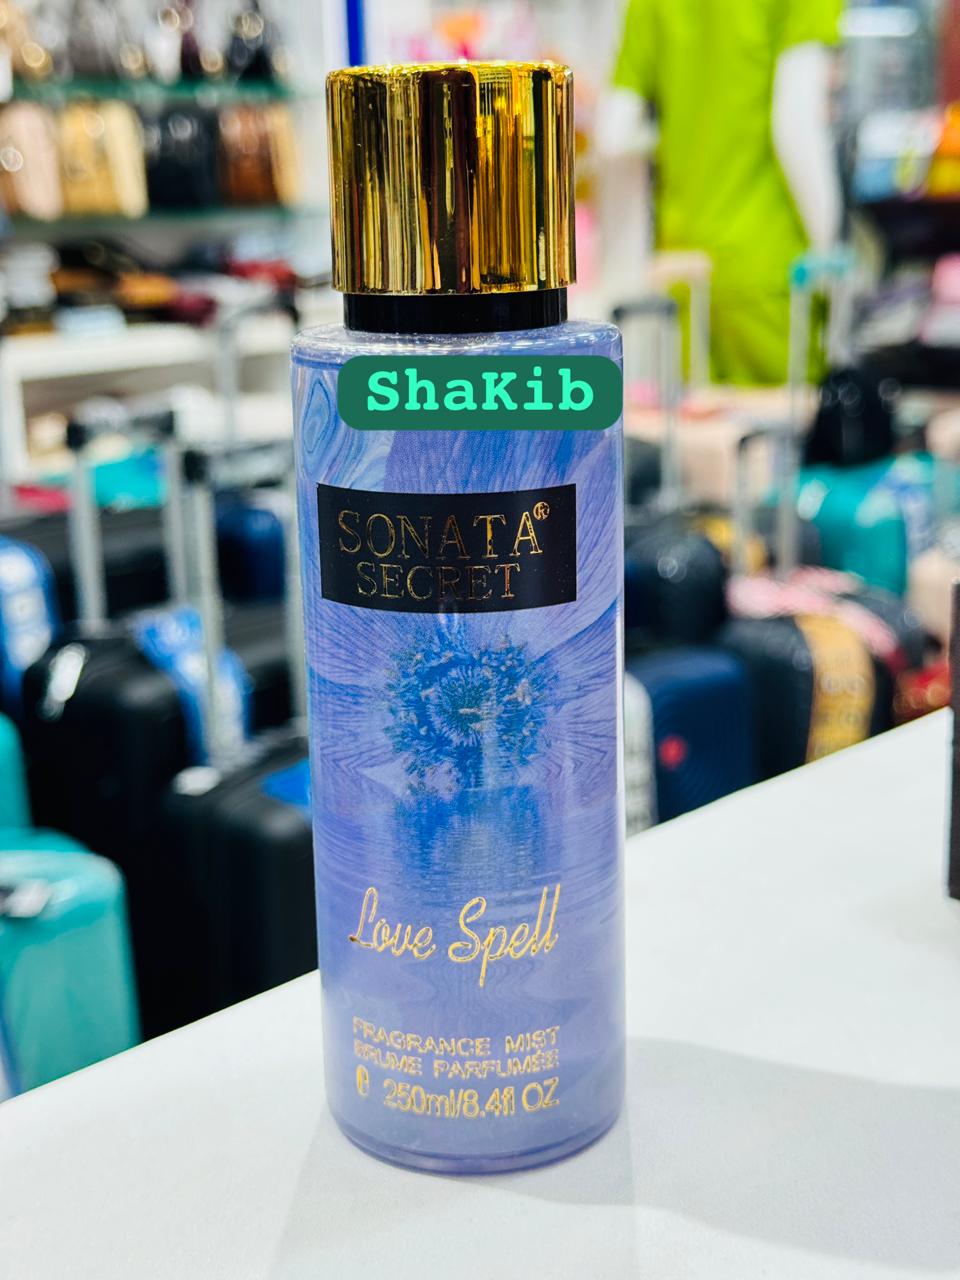 ShaKib
SONATA®
SECRET
Love Spell
FRAGRANCE MIST
BRUME PARFUMÉE
e 250ml/8.4fl OZ